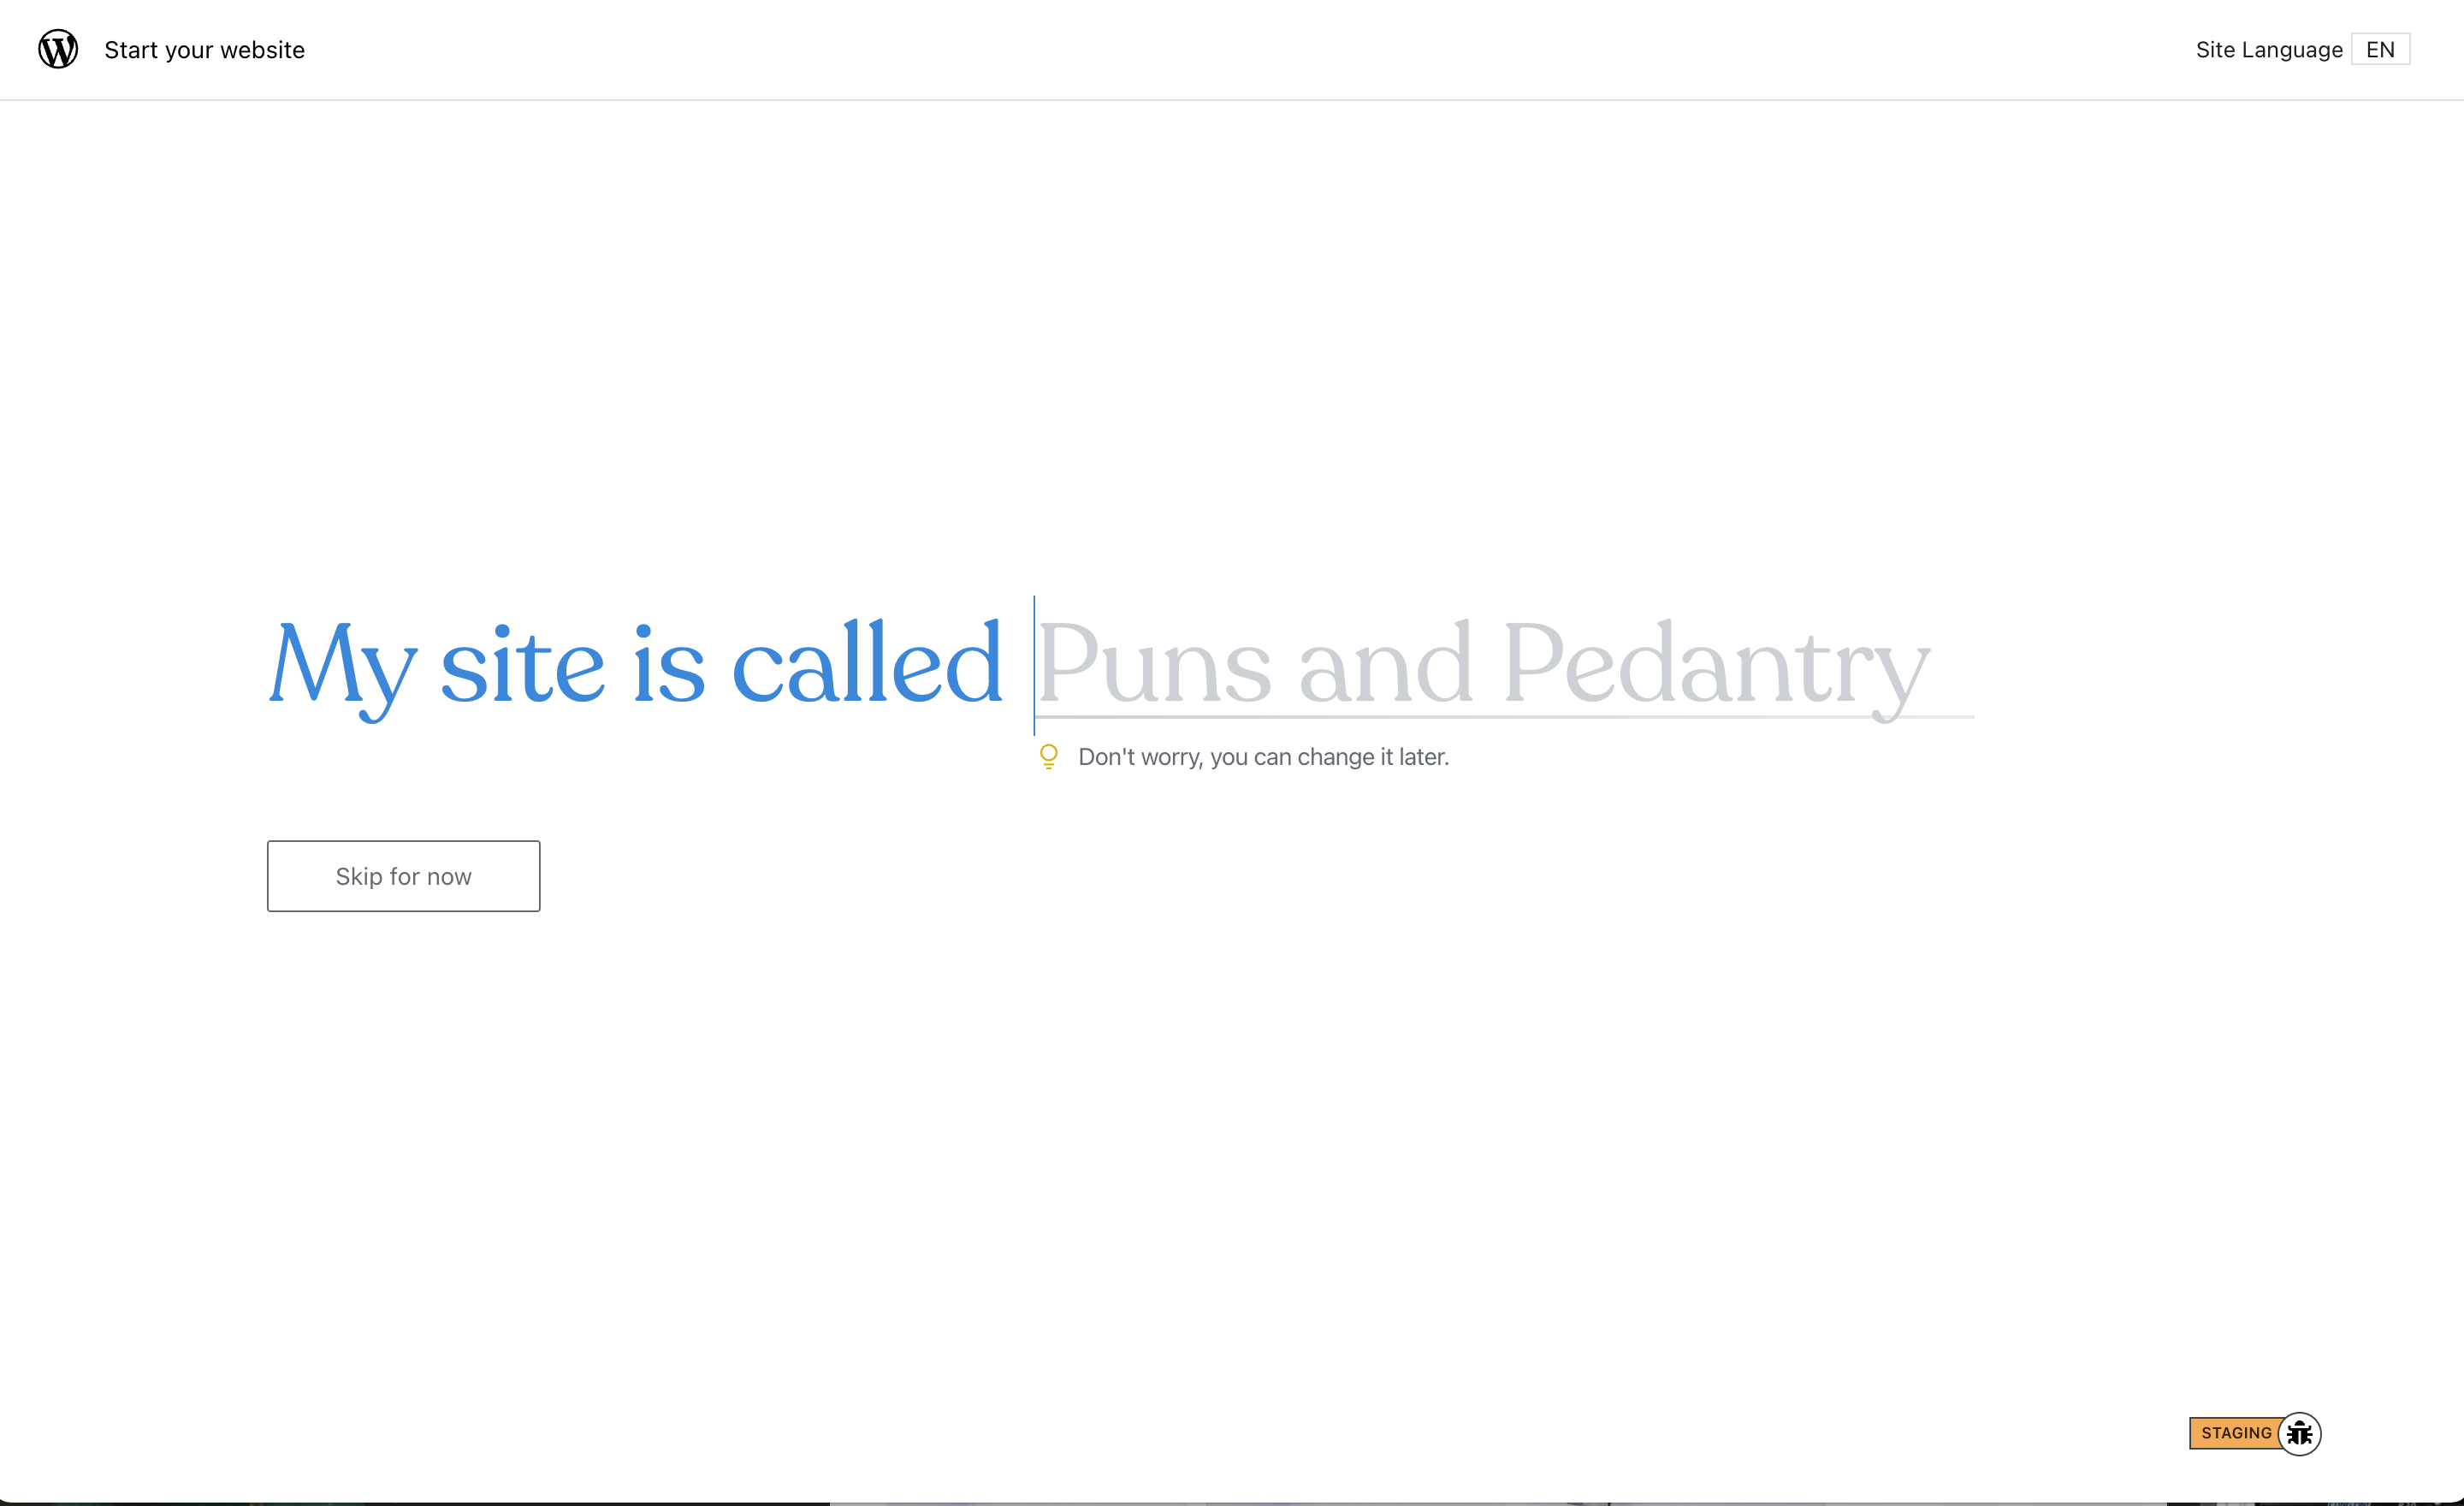 Start your website
Site Language EN
My site is called Puns and Pedantry
Don't worry, you can change it later.
Skip for now
STAGING